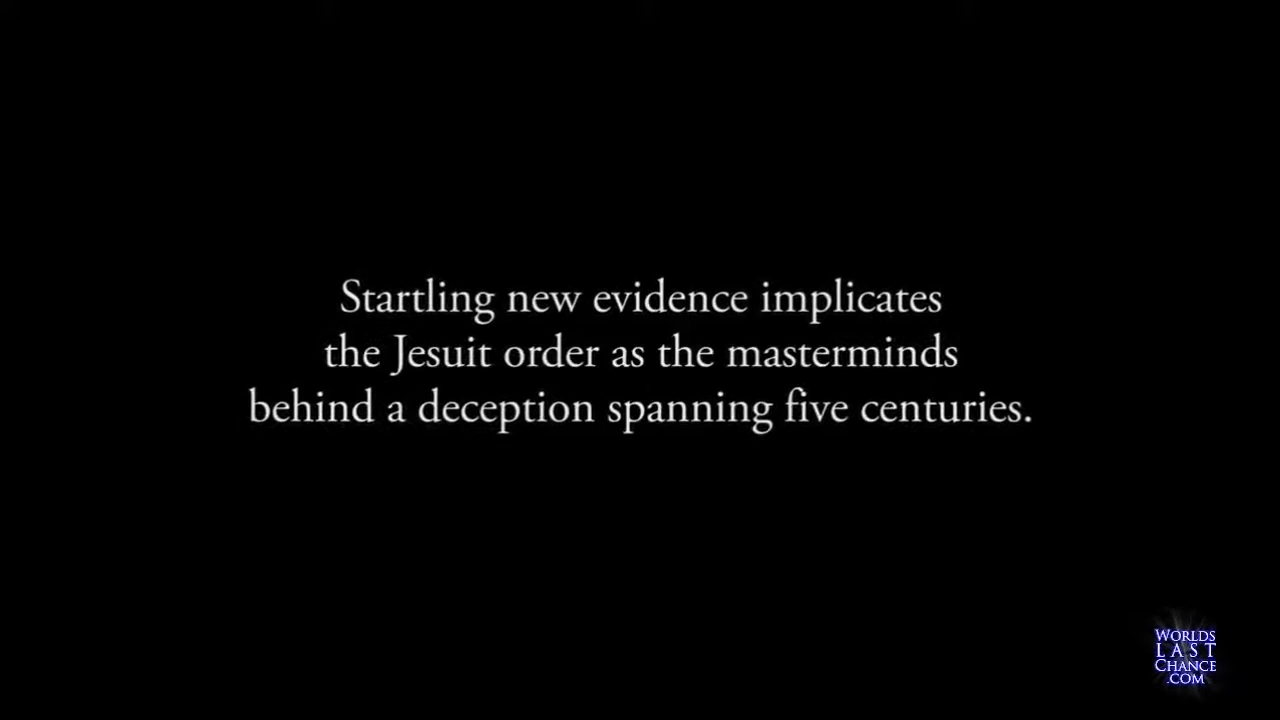 Startling new evidence implicates
the Jesuit order as the masterminds
behind a deception spanning five centuries.
WORLDS
LAST
CHANCE
.COM